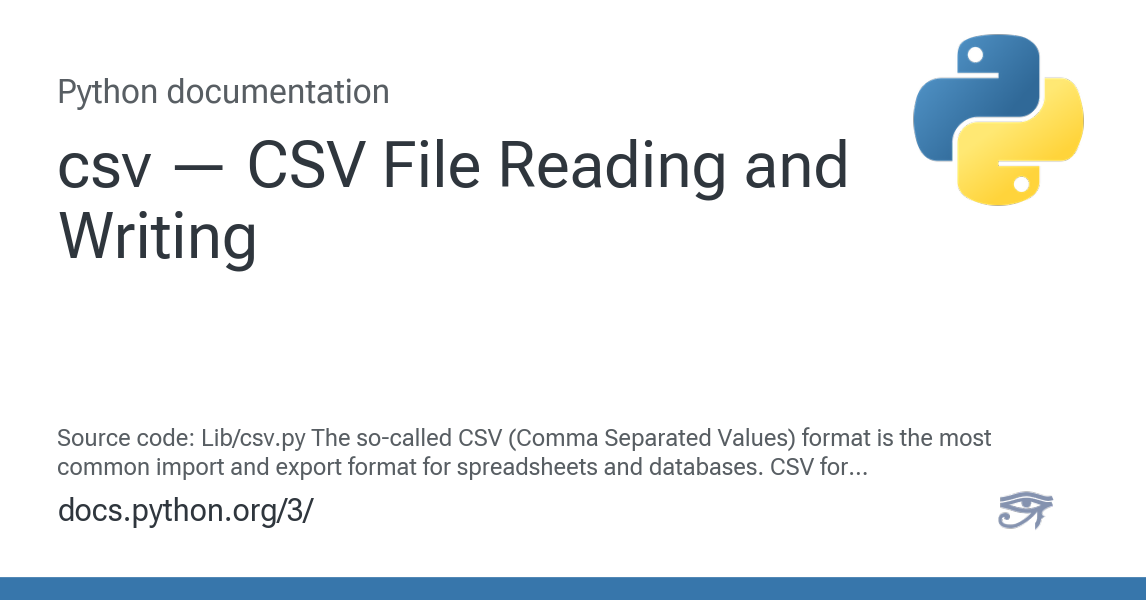 Python documentation
csv — CSV File Reading and
Writing
Source code: Lib/csv.py The so-called CSV (Comma Separated Values) format is the most
common import and export format for spreadsheets and databases. CSV for...
docs.python.org/3/